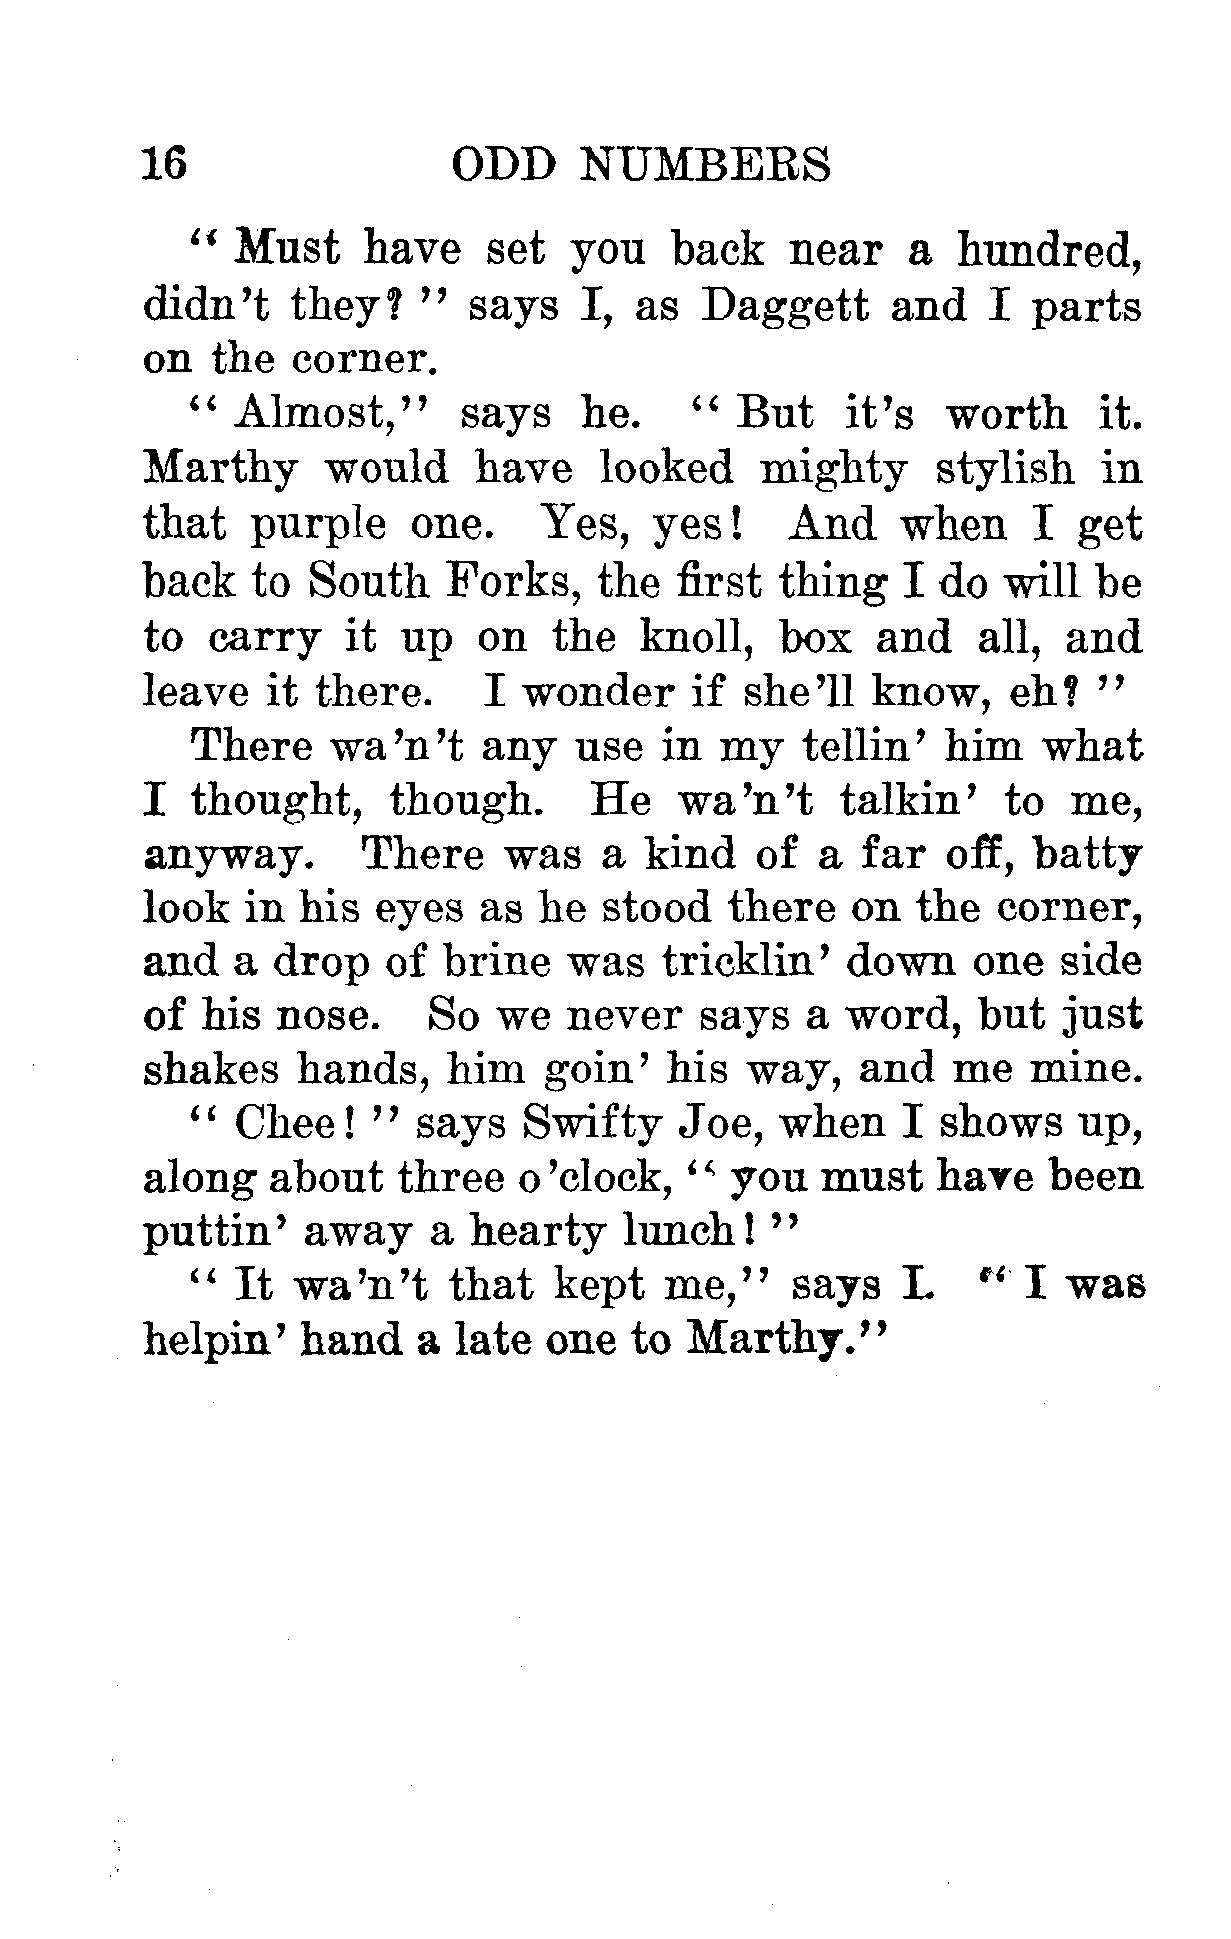 16 ODD NUMBERS
“ Must have set you back near a hundred,
didn’t they? ” says I, as Daggett and I parts
on the corner.
“ Almost,” says he. “ But it’s worth it.
Marthy would have looked mighty stylish in
that purple one. Yes, yes! And when I get
back to South Forks, the first thing I do will be
to carry it up on the knoll, box and all, and
leave it there. I wonder if she’ll know, eh? ”
There wa’n’t any use in my tellin’ him what
I thought, though. He wa’n’t talkin’ to me,
anyway. There was a kind of a far off, batty
look in his eyes as he stood there on the corner,
and a drop of brine was tricklin’ down one side
of his nose. So we never says a word, but just
shakes hands, him goin’ his way, and me mine.
“ Chee! ” says Swifty Joe, when I shows up,
along about three o’clock, “ you must have been
puttin’ away a hearty lunch! ”
“ It wa’n’t that kept me,” says I. “ I was
helpin’ hand a late one to Marthy.”